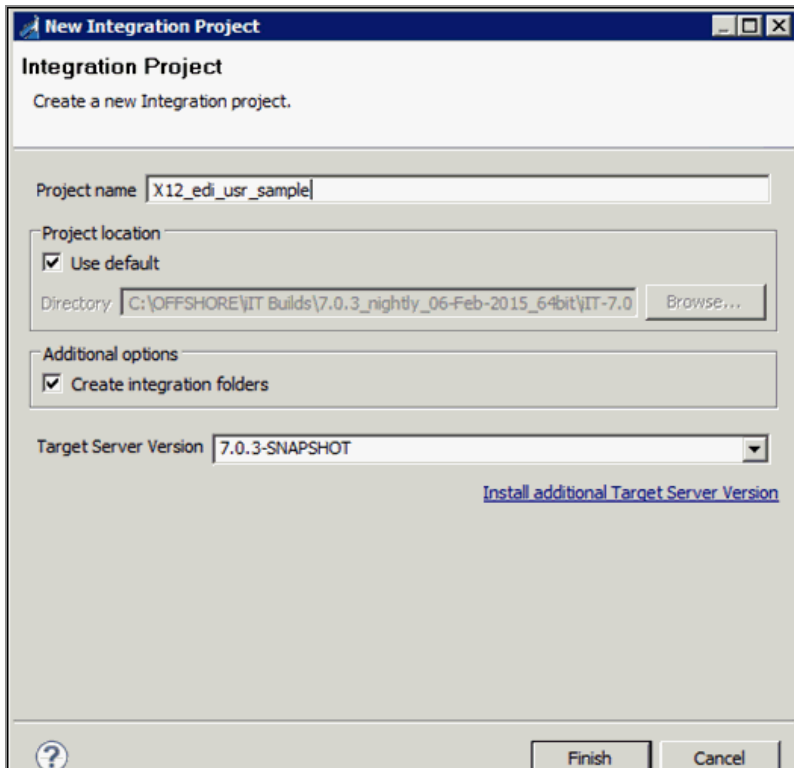 New Integration Project
Integration Project
Create a new Integration project.
Project name X12_edi_usr_sample
Project location
Use default
Directory C:\OFFSHORE\iIT Builds\7.0.3_nightly_06-Feb-2015_64bit\iIT-7.0 Browse...
Additional options
Create integration folders
Target Server Version 7.0.3-SNAPSHOT
Install additional Target Server Version
? Finish Cancel